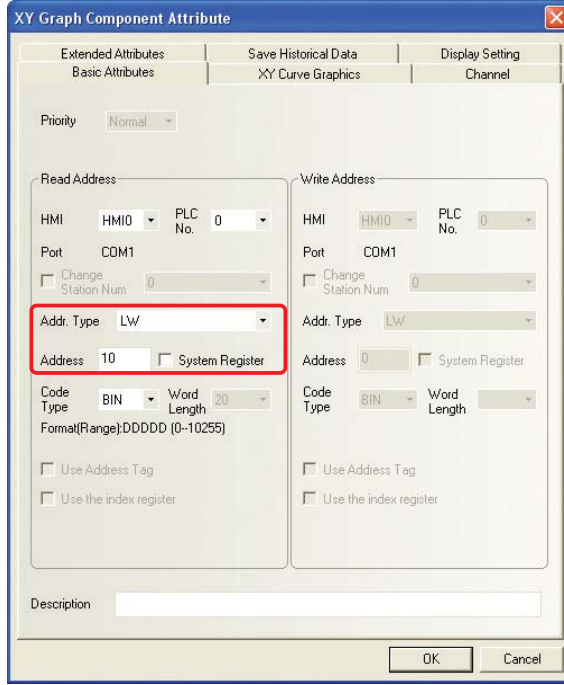 XY Graph Component Attribute
Extended Attributes Save Historical Data Display Setting
Basic Attributes XY Curve Graphics Channel
Priority Normal
Read Address
HMI HMI0 PLC No. 0
Port COM1
Change Station Num 0
Addr. Type LW
Address 10 System Register
Code Type BIN Word Length 20
Format(Range):DDDDD (0--10255)
Use Address Tag
Use the index register
Write Address
HMI HMI0 PLC No. 0
Port COM1
Change Station Num 0
Addr. Type LW
Address 0 System Register
Code Type BIN Word Length
Use Address Tag
Use the index register
Description
OK Cancel